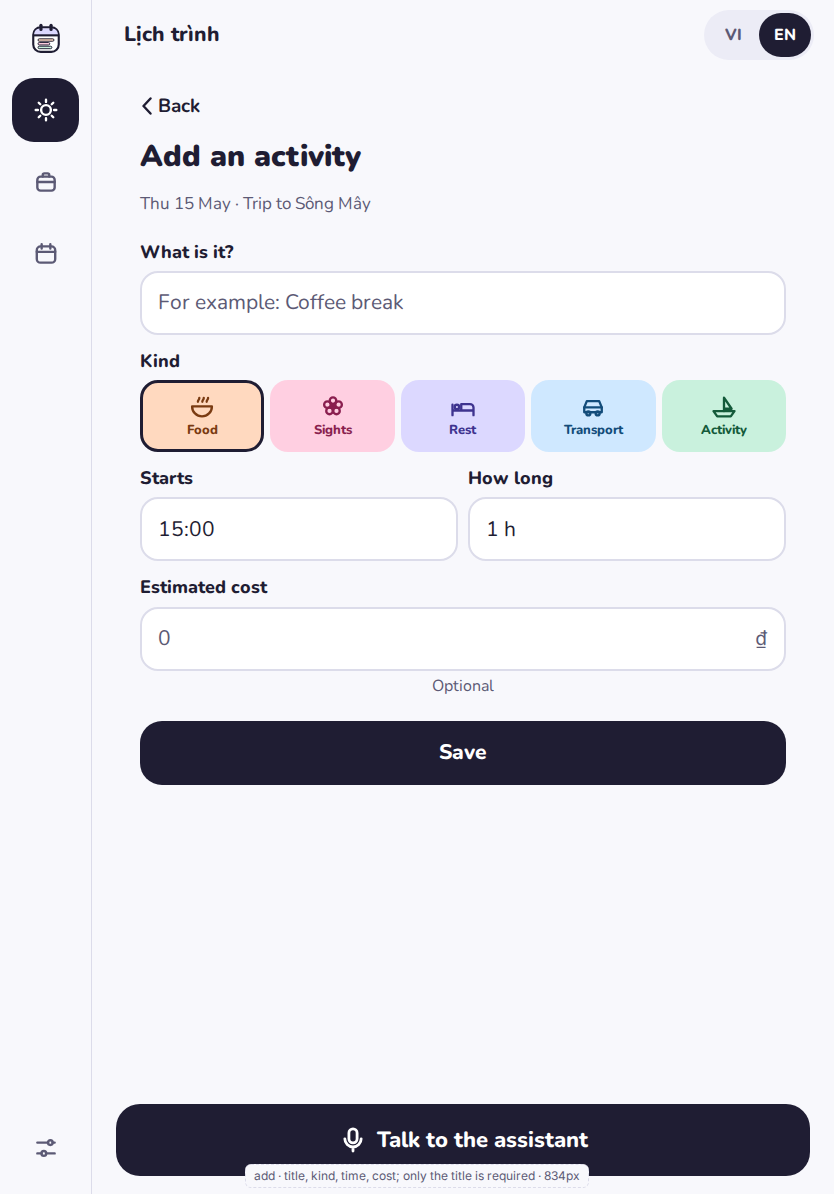 Lịch trình
VI
EN
Back
Add an activity
Thu 15 May · Trip to Sông Mây
What is it?
For example: Coffee break
Kind
Food
Sights
Rest
Transport
Activity
Starts
How long
15:00
1 h
Estimated cost
0
₫
Optional
Save
Talk to the assistant
add · title, kind, time, cost; only the title is required · 834px